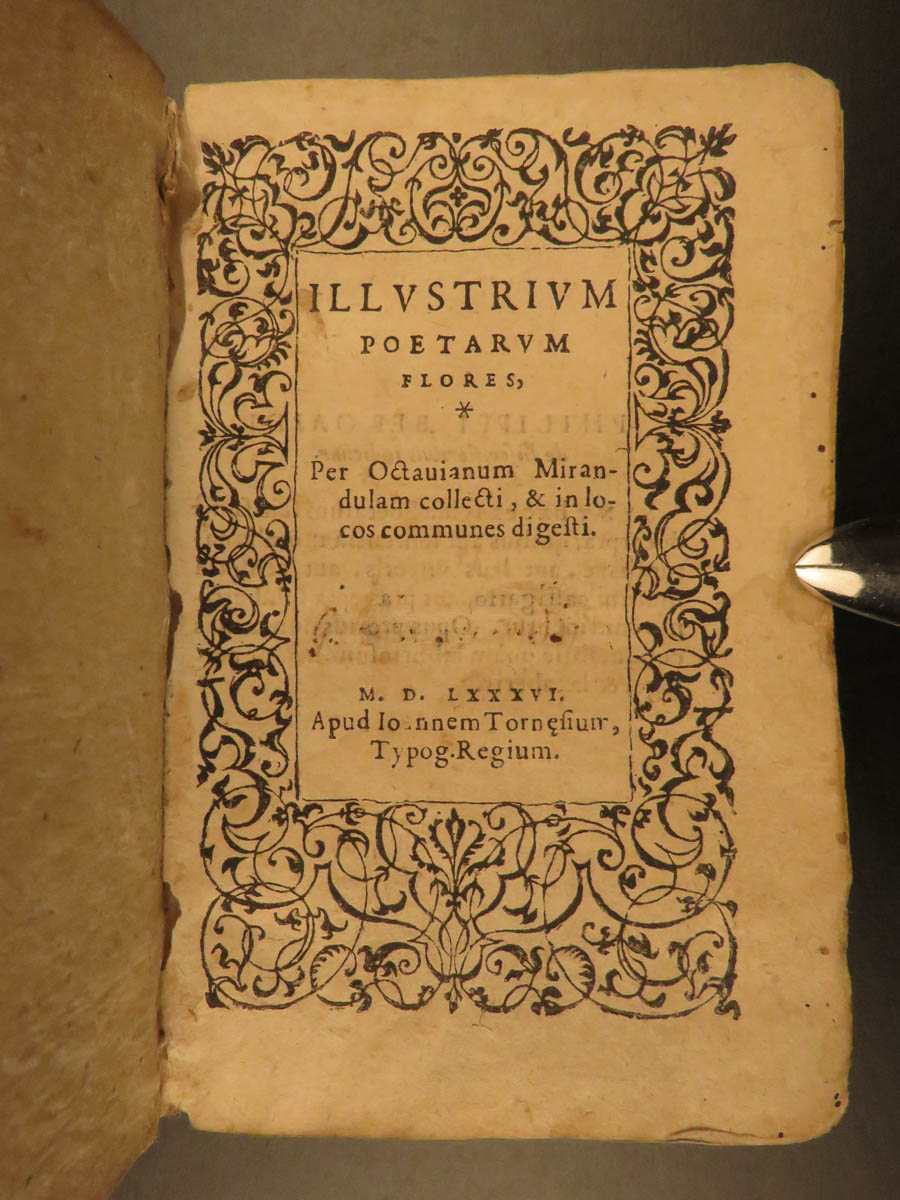 ILLVSTRIVM
POETARVM
FLORES,
*
Per Octauianum Miran-
dulam collecti, & in lo-
cos communes digesti.
M. D. LXXXVI.
Apud Ioannem Tornęsium,
Typog. Regium.